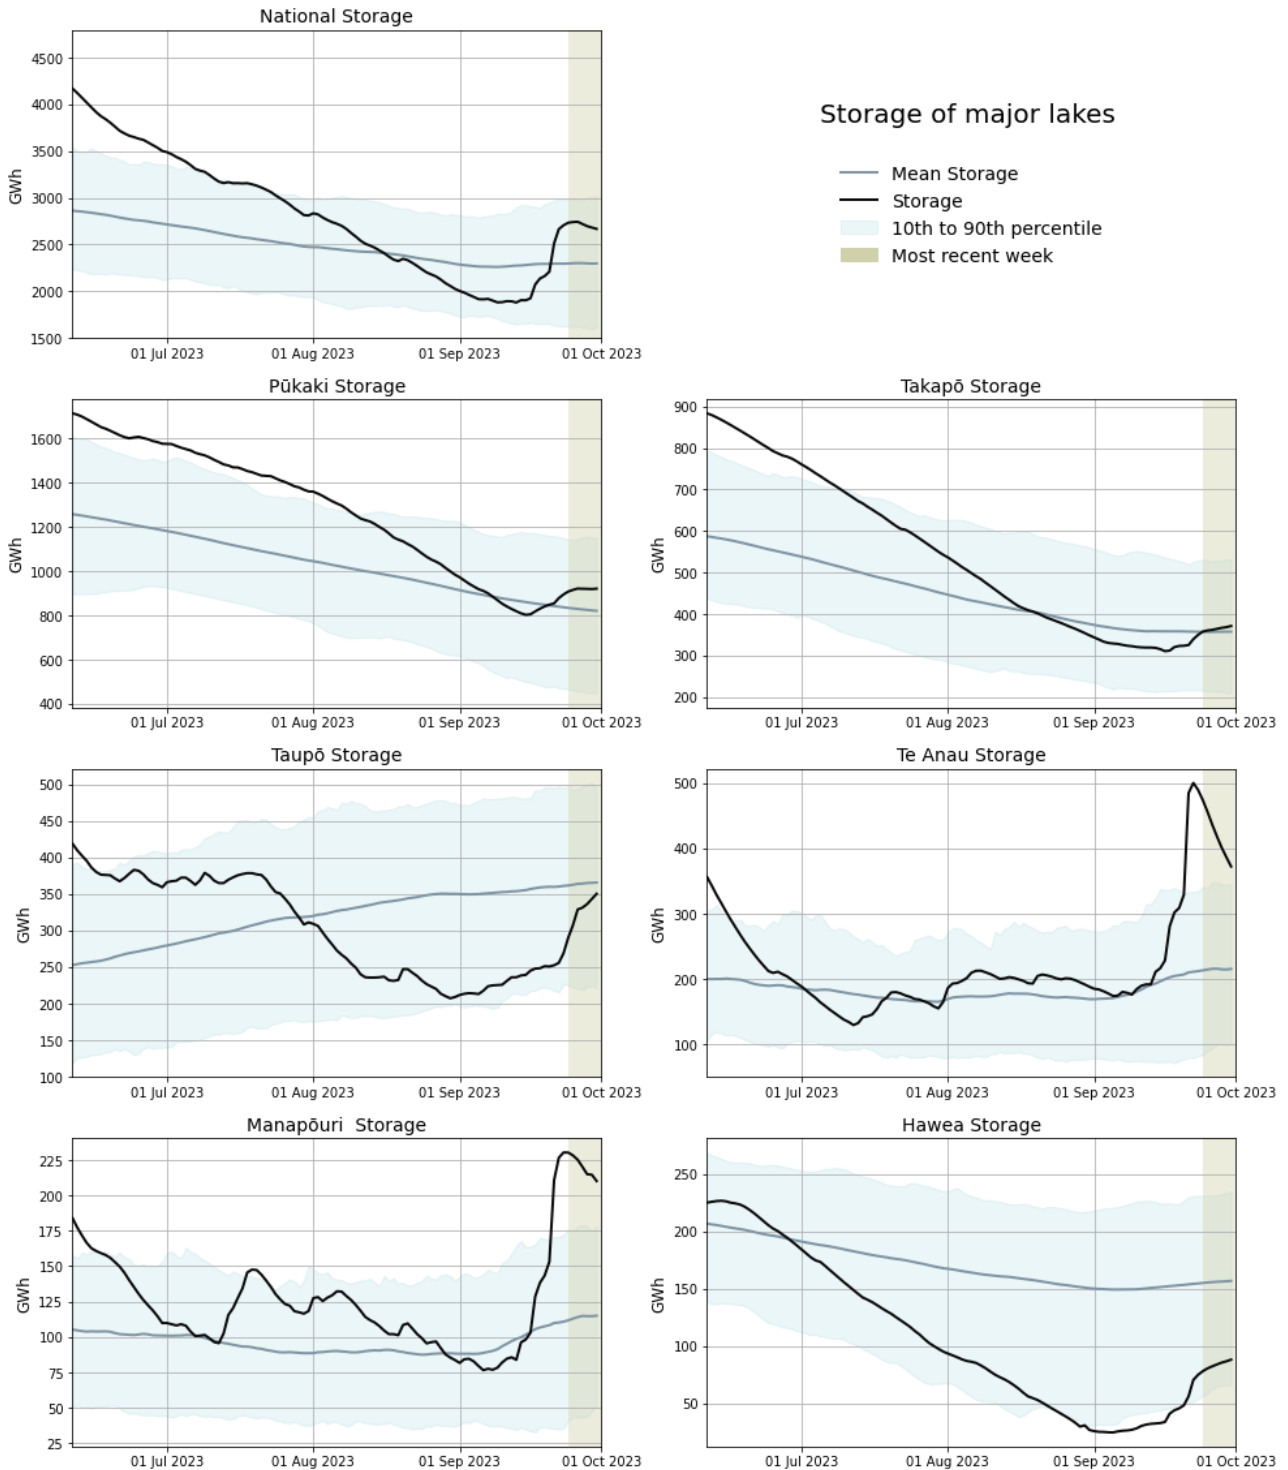 National Storage
4500
4000
3500
3000
2500
2000
1500
GWh
01 Jul 2023
01 Aug 2023
01 Sep 2023
01 Oct 2023
Storage of major lakes
Mean Storage
Storage
10th to 90th percentile
Most recent week
Pūkaki Storage
1600
1400
1200
1000
800
600
400
GWh
01 Jul 2023
01 Aug 2023
01 Sep 2023
01 Oct 2023
Takapō Storage
900
800
700
600
500
400
300
200
GWh
01 Jul 2023
01 Aug 2023
01 Sep 2023
01 Oct 2023
Taupō Storage
500
450
400
350
300
250
200
150
100
GWh
01 Jul 2023
01 Aug 2023
01 Sep 2023
01 Oct 2023
Te Anau Storage
500
400
300
200
100
GWh
01 Jul 2023
01 Aug 2023
01 Sep 2023
01 Oct 2023
Manapōuri  Storage
225
200
175
150
125
100
75
50
25
GWh
01 Jul 2023
01 Aug 2023
01 Sep 2023
01 Oct 2023
Hawea Storage
250
200
150
100
50
GWh
01 Jul 2023
01 Aug 2023
01 Sep 2023
01 Oct 2023